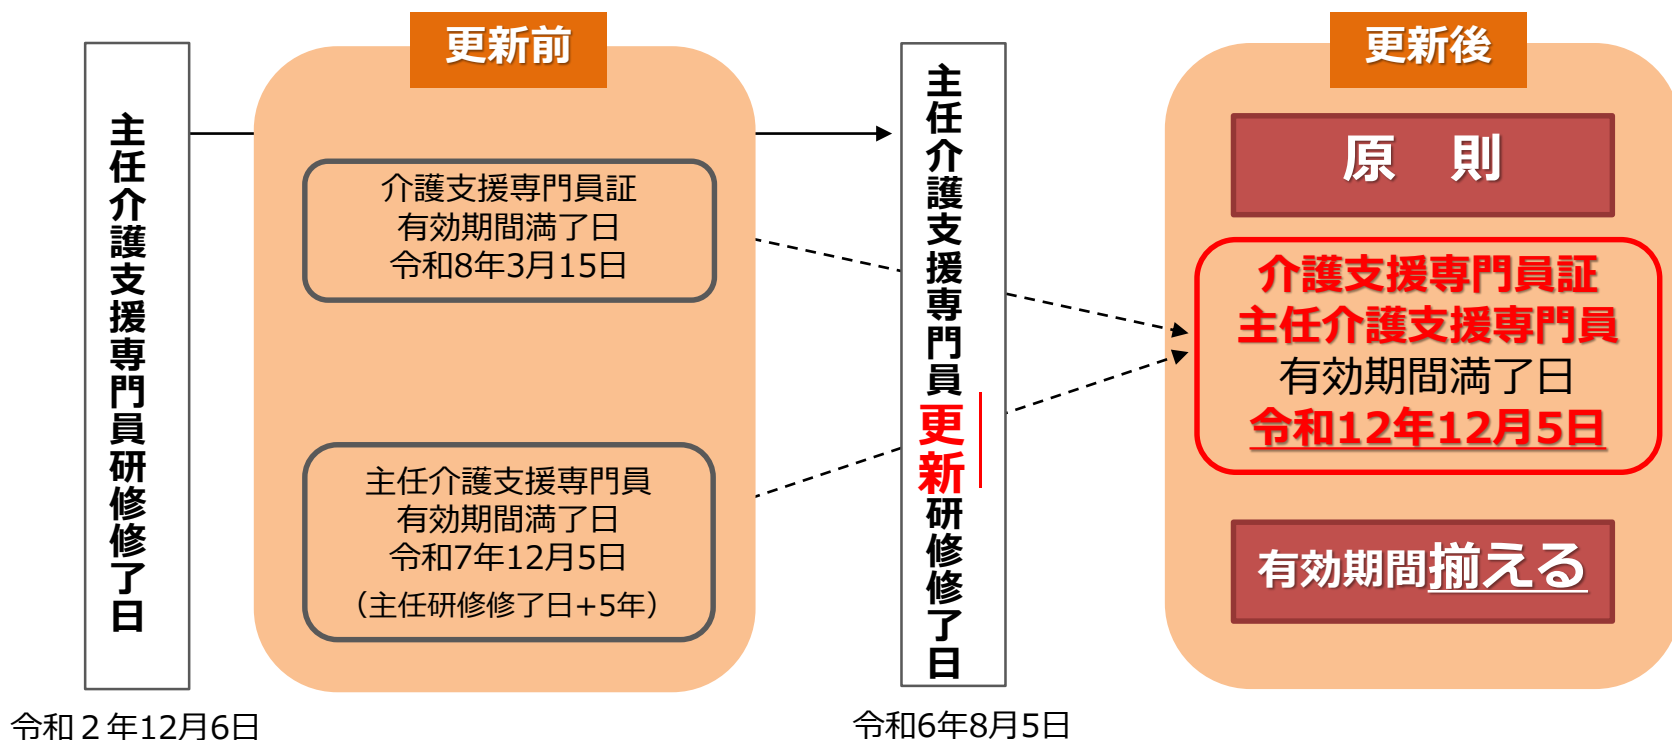 主任介護支援専門員研修修了日
令和２年12月6日
更新前
介護支援専門員証
有効期間満了日
令和8年3月15日
主任介護支援専門員
有効期間満了日
令和7年12月5日
（主任研修修了日+5年）
主任介護支援専門員更新研修修了日
令和6年8月5日
更新後
原　則
介護支援専門員証
主任介護支援専門員
有効期間満了日
令和12年12月5日
有効期間揃える